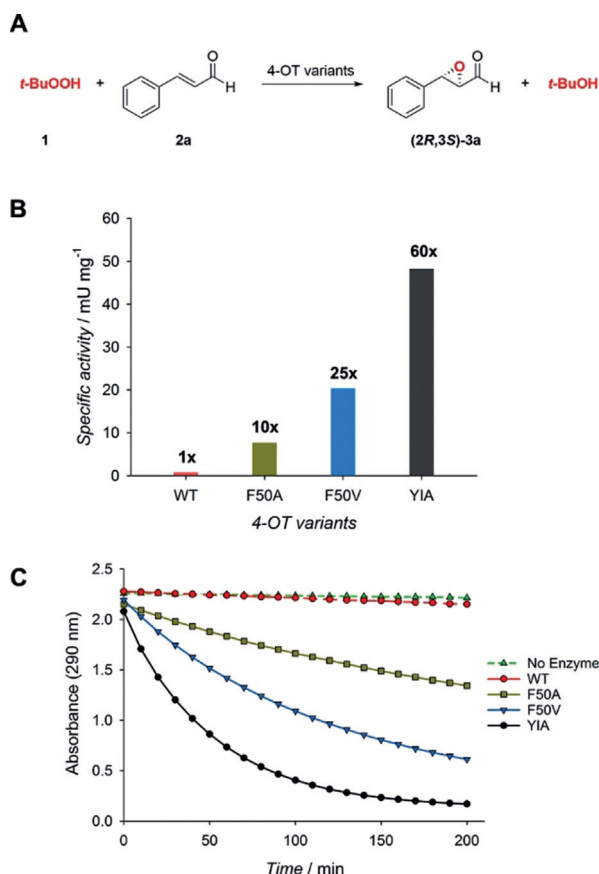 A
4-OT variants
t-BuOOH + H O O H + t-BuOH
1 2a (2R,3S)-3a
B
Specific activity / mU mg-1
60
50
40
30
20
10
0
1x
10x
25x
60x
WT F50A F50V YIA
4-OT variants
C
Absorbance (290 nm)
2.5
2.0
1.5
1.0
0.5
0.0
0 50 100 150 200
Time / min
No Enzyme
WT
F50A
F50V
YIA